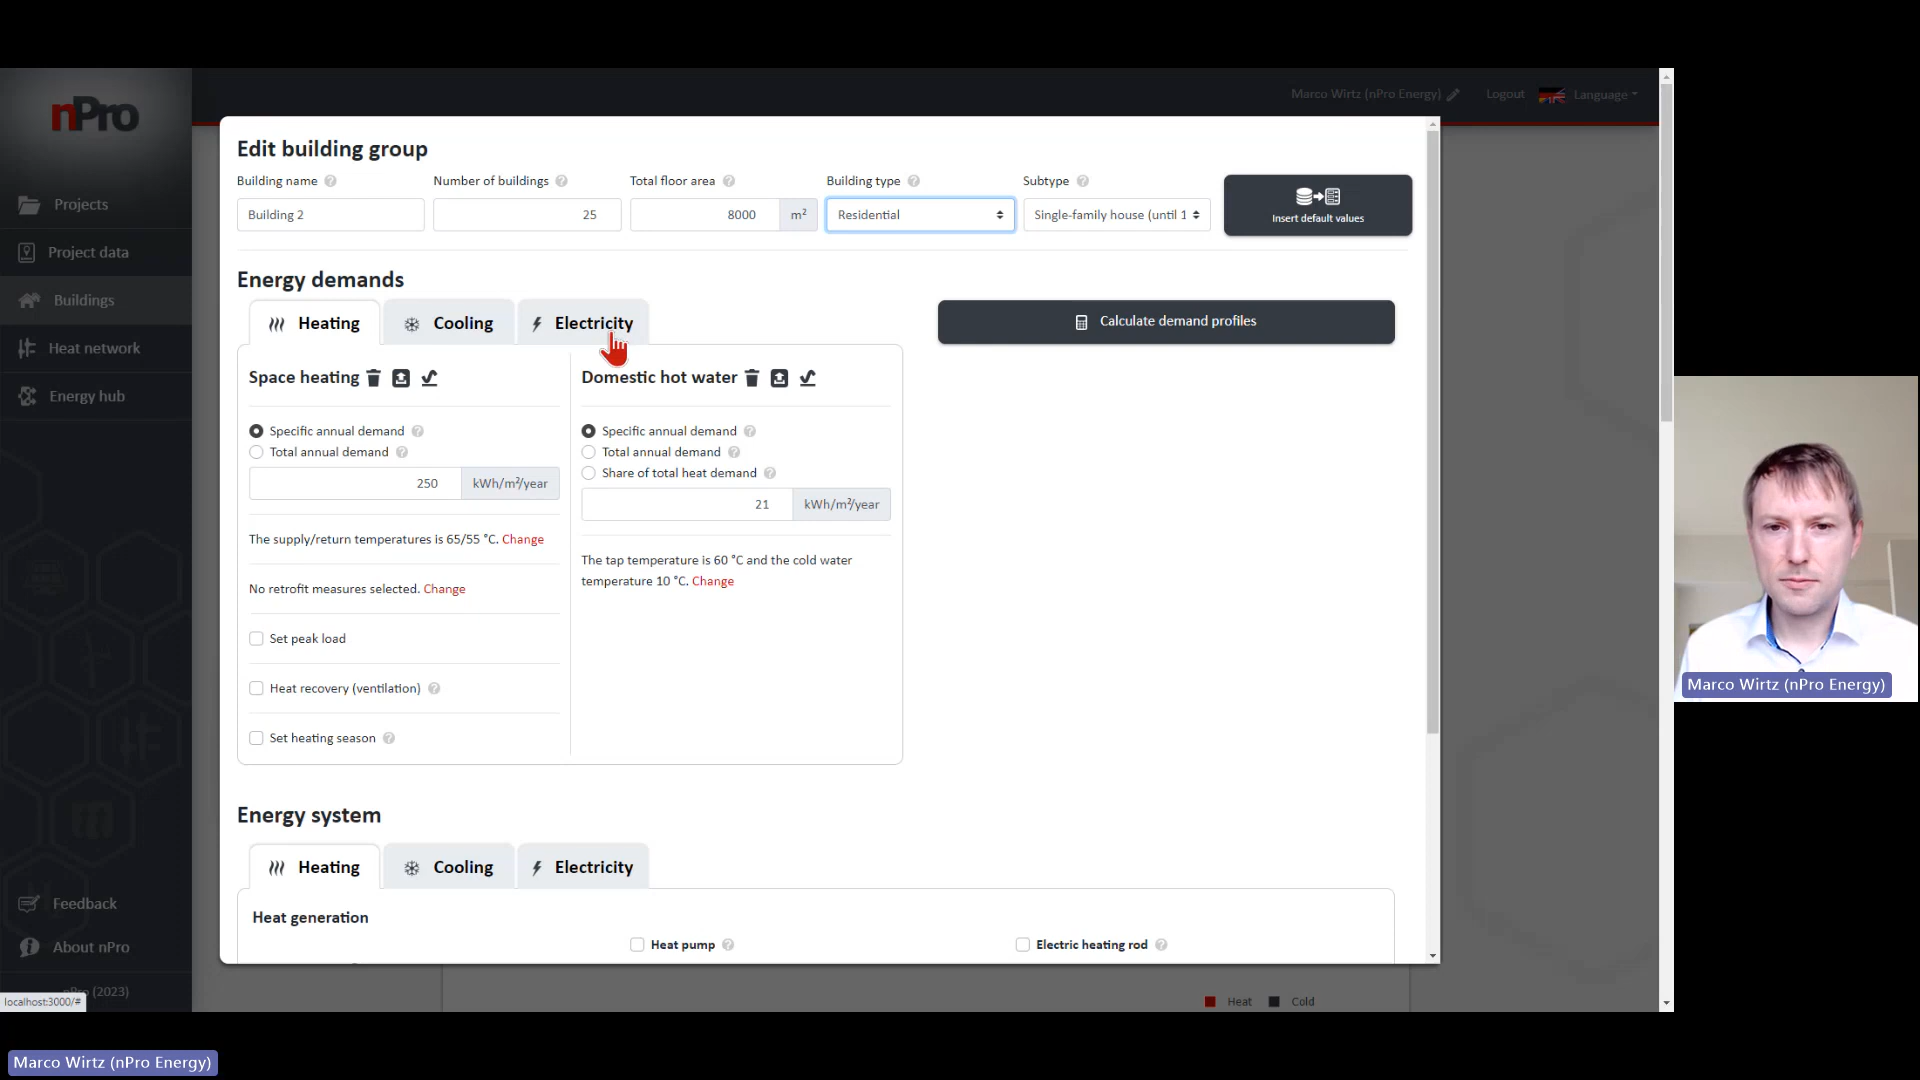 nPro
Marco Wirtz (nPro Energy)
Logout
Language
Projects
Project data
Buildings
Heat network
Energy hub
Feedback
About nPro
nPro (2023)
localhost:3000/#
Edit building group
Building name
Number of buildings
Total floor area
Building type
Subtype
Building 2
25
8000 m²
Residential
Single-family house (until 1
Insert default values
Energy demands
Heating
Cooling
Electricity
Calculate demand profiles
Space heating
Domestic hot water
Specific annual demand
Total annual demand
250 kWh/m²/year
Specific annual demand
Total annual demand
Share of total heat demand
21 kWh/m²/year
The supply/return temperatures is 65/55 °C. Change
The tap temperature is 60 °C and the cold water
temperature 10 °C. Change
No retrofit measures selected. Change
Set peak load
Heat recovery (ventilation)
Set heating season
Energy system
Heating
Cooling
Electricity
Heat generation
Heat pump
Electric heating rod
Heat
Cold
Marco Wirtz (nPro Energy)
Marco Wirtz (nPro Energy)